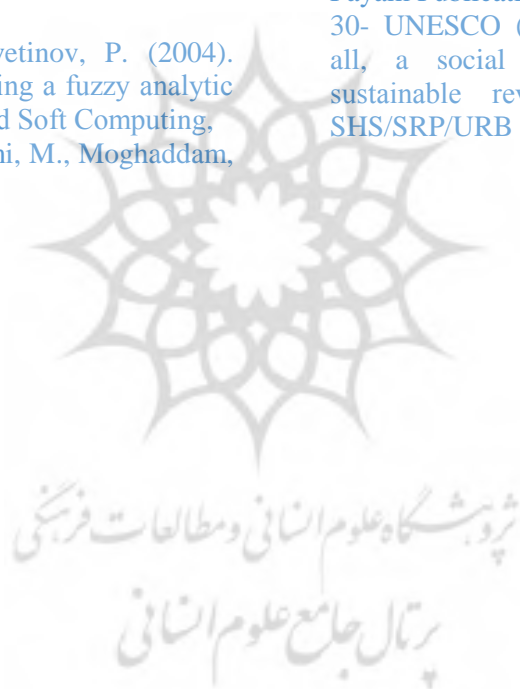 yetinov, P. (2004).
ing a fuzzy analytic
d Soft Computing,
ni, M., Moghaddam,
30- UNESCO (
all, a social
sustainable rev
SHS/SRP/URB
پژوهشگاه علوم انسانی و مطالعات فرهنگی
پرتال جامع علوم انسانی